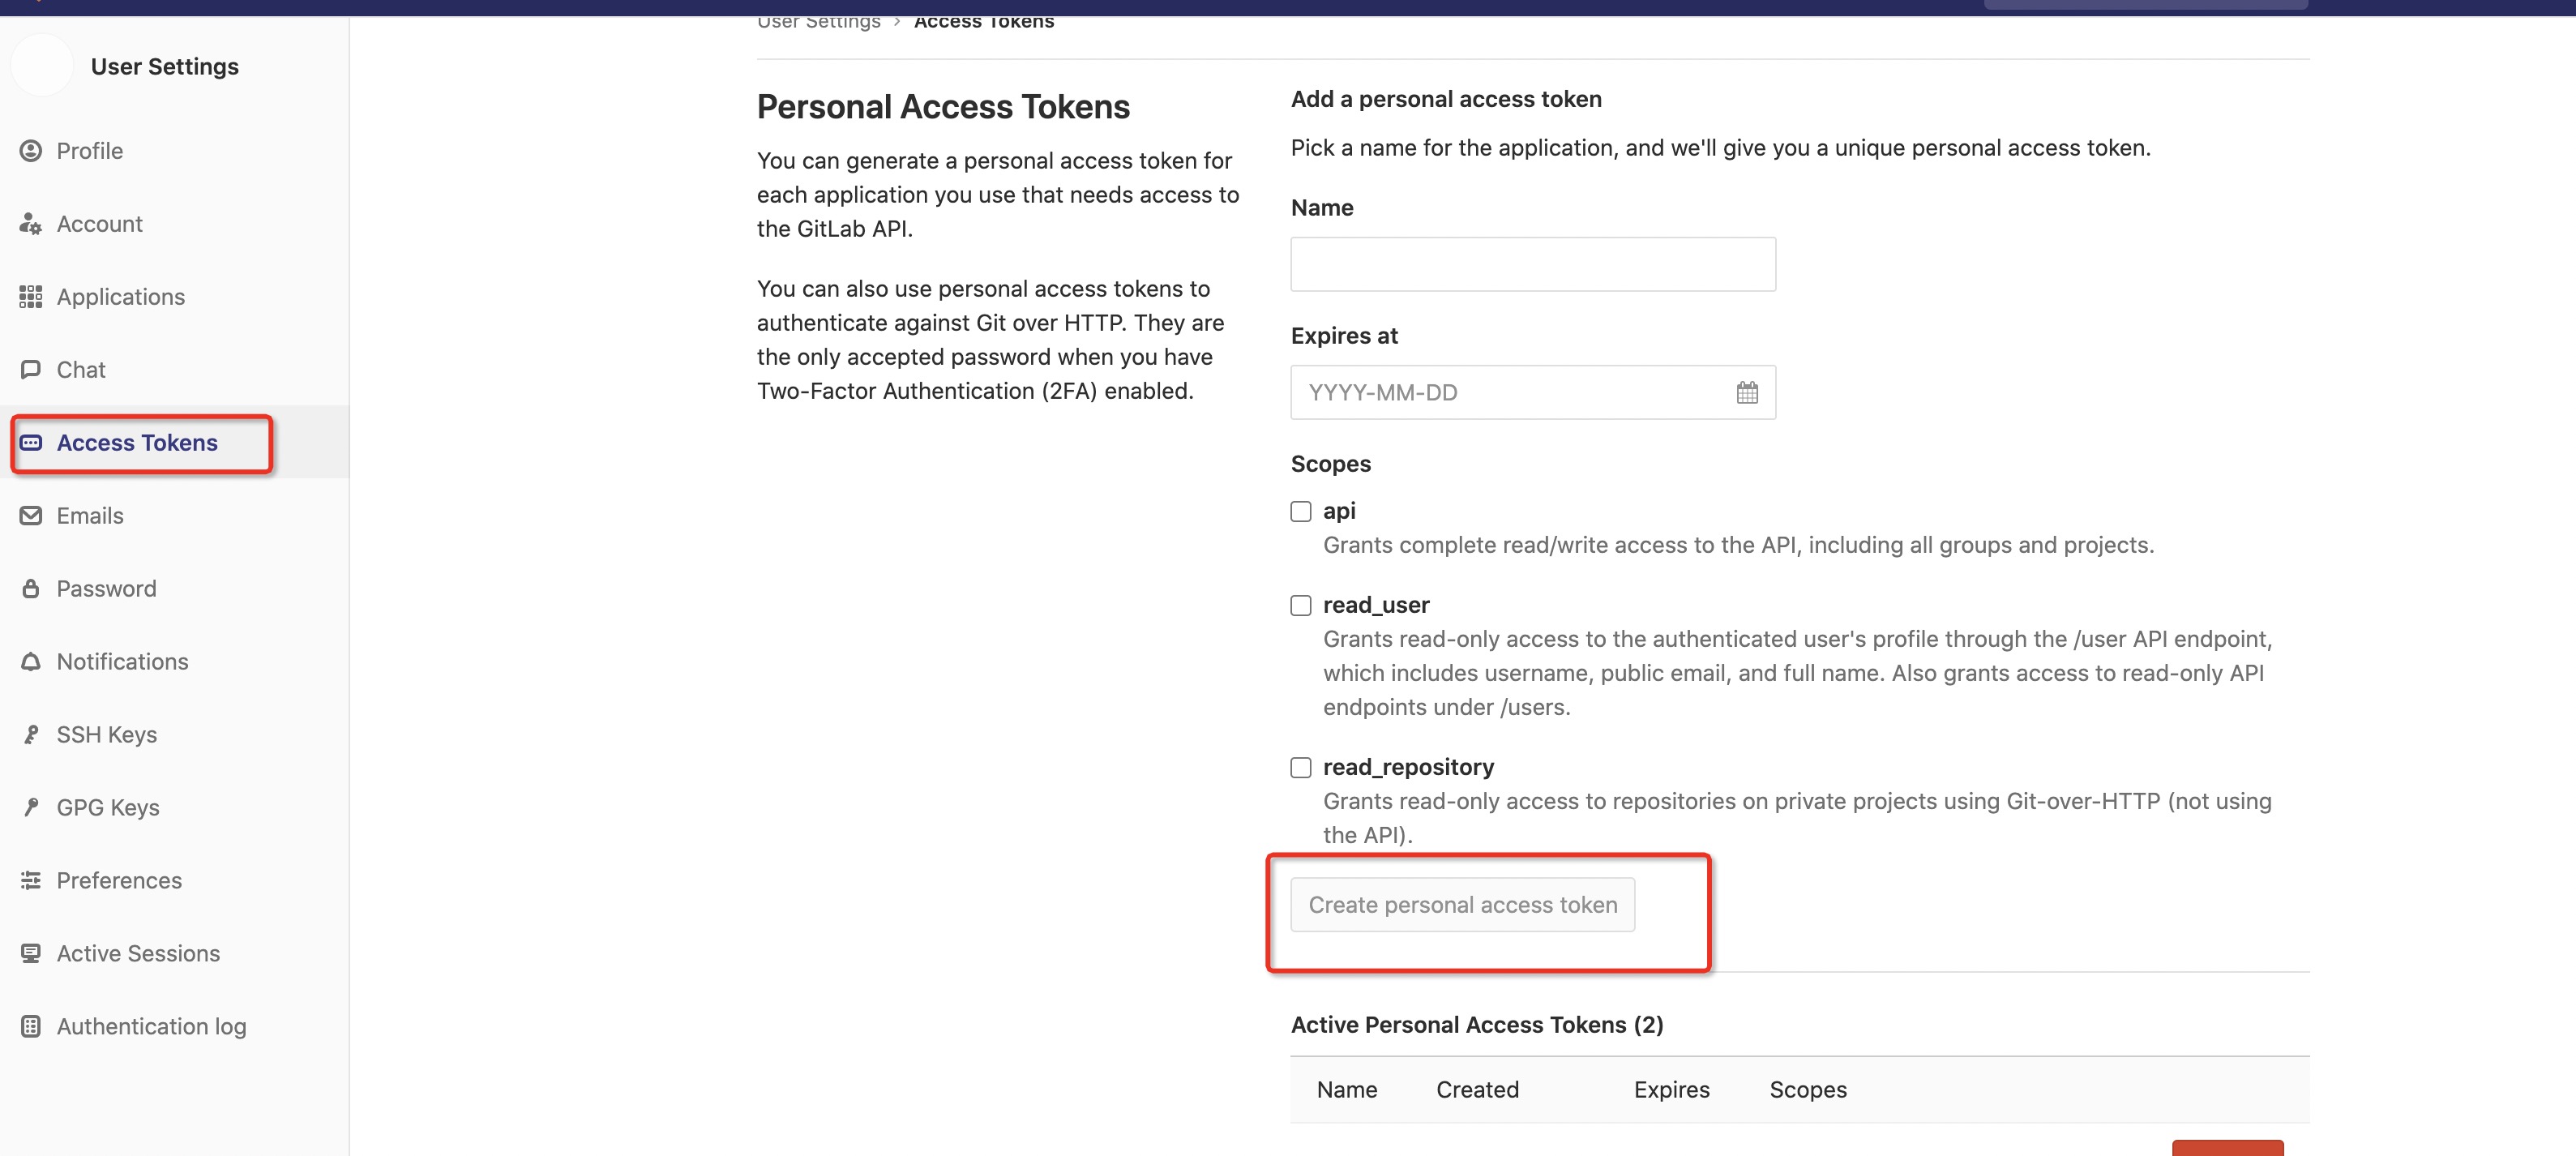 User Settings > Access Tokens
User Settings
Profile
Account
Applications
Chat
Access Tokens
Emails
Password
Notifications
SSH Keys
GPG Keys
Preferences
Active Sessions
Authentication log
Personal Access Tokens
You can generate a personal access token for
each application you use that needs access to
the GitLab API.
You can also use personal access tokens to
authenticate against Git over HTTP. They are
the only accepted password when you have
Two-Factor Authentication (2FA) enabled.
Add a personal access token
Pick a name for the application, and we'll give you a unique personal access token.
Name
Expires at
YYYY-MM-DD
Scopes
api
Grants complete read/write access to the API, including all groups and projects.
read_user
Grants read-only access to the authenticated user's profile through the /user API endpoint,
which includes username, public email, and full name. Also grants access to read-only API
endpoints under /users.
read_repository
Grants read-only access to repositories on private projects using Git-over-HTTP (not using
the API).
Create personal access token
Active Personal Access Tokens (2)
Name Created Expires Scopes